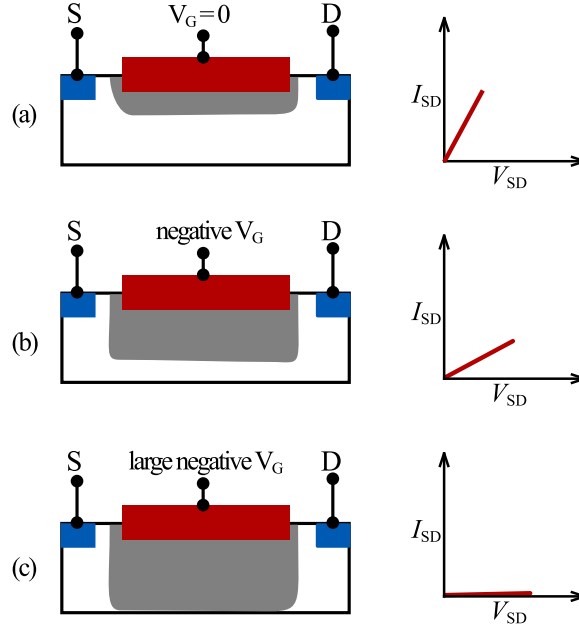 S V_G = 0 D
(a)
I_SD
V_SD
S negative V_G D
(b)
I_SD
V_SD
S large negative V_G D
(c)
I_SD
V_SD